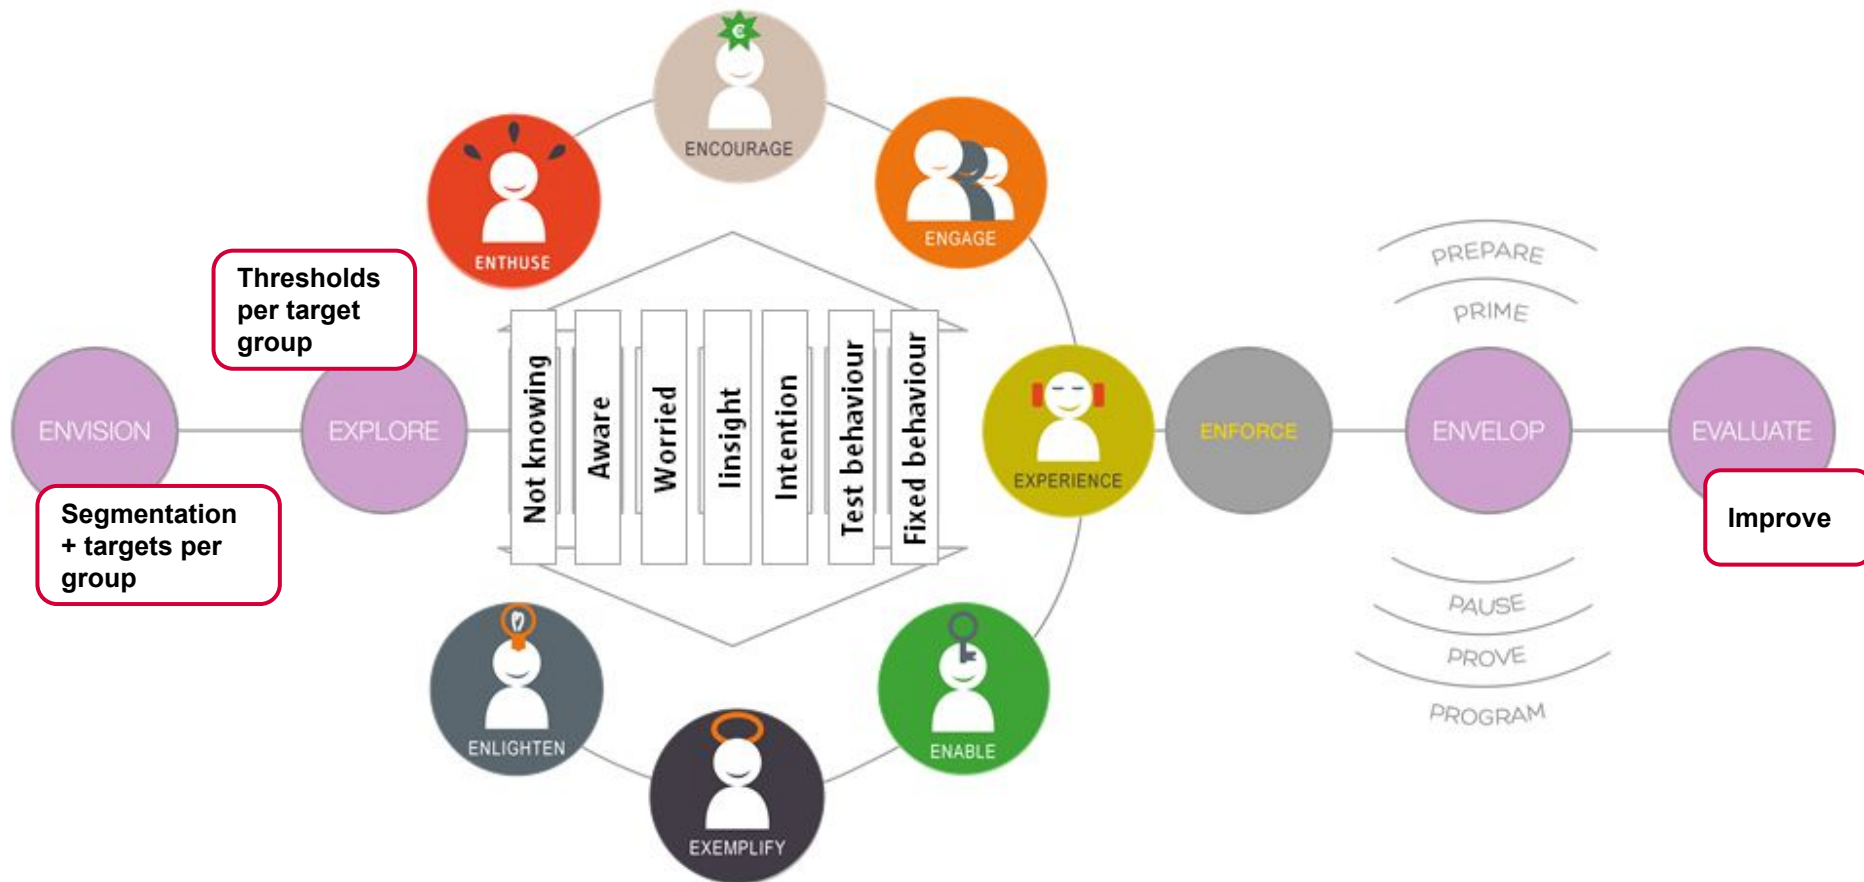 ENCOURAGE
ENTHUSE
ENGAGE
Thresholds
per target
group
PREPARE
PRIME
ENVISION
EXPLORE
Not knowing
Aware
Worried
Iinsight
Intention
Test behaviour
Fixed behaviour
EXPERIENCE
ENFORCE
ENVELOP
EVALUATE
Segmentation
+ targets per
group
Improve
PAUSE
PROVE
PROGRAM
ENLIGHTEN
ENABLE
EXEMPLIFY